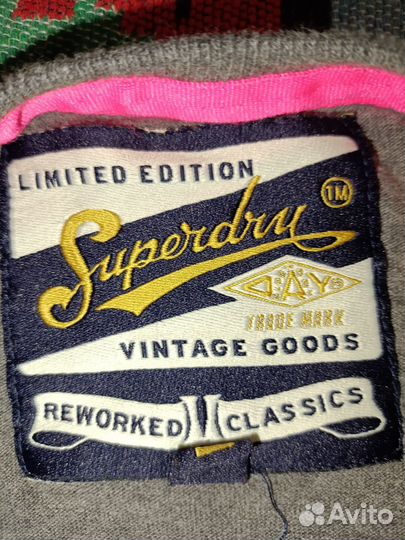 LIMITED EDITION
Superdry TM
TRADE MARK
VINTAGE GOODS
REWORKED CLASSICS
Avito